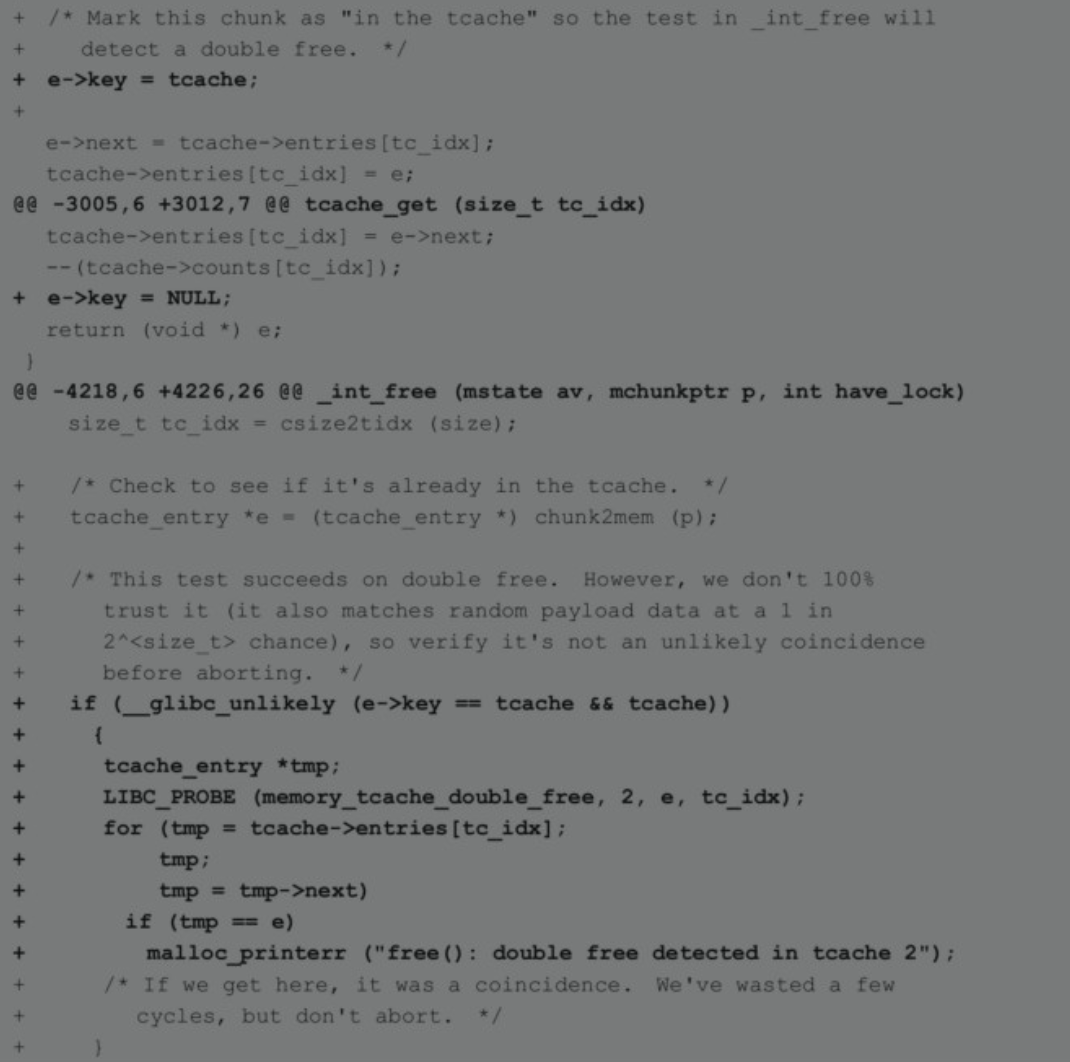 +  /* Mark this chunk as "in the tcache" so the test in _int_free will
+     detect a double free.  */
+  e->key = tcache;
+
   e->next = tcache->entries[tc_idx];
   tcache->entries[tc_idx] = e;
@@ -3005,6 +3012,7 @@ tcache_get (size_t tc_idx)
   tcache->entries[tc_idx] = e->next;
   --(tcache->counts[tc_idx]);
+  e->key = NULL;
   return (void *) e;
 }
@@ -4218,6 +4226,26 @@ _int_free (mstate av, mchunkptr p, int have_lock)
     size_t tc_idx = csize2tidx (size);
+    /* Check to see if it's already in the tcache.  */
+    tcache_entry *e = (tcache_entry *) chunk2mem (p);
+
+    /* This test succeeds on double free.  However, we don't 100%
+       trust it (it also matches random payload data at a 1 in
+       2^<size_t> chance), so verify it's not an unlikely coincidence
+       before aborting.  */
+    if (__glibc_unlikely (e->key == tcache && tcache))
+      {
+       tcache_entry *tmp;
+       LIBC_PROBE (memory_tcache_double_free, 2, e, tc_idx);
+       for (tmp = tcache->entries[tc_idx];
+            tmp;
+            tmp = tmp->next)
+         if (tmp == e)
+           malloc_printerr ("free(): double free detected in tcache 2");
+       /* If we get here, it was a coincidence.  We've wasted a few
+          cycles, but don't abort.  */
+      }